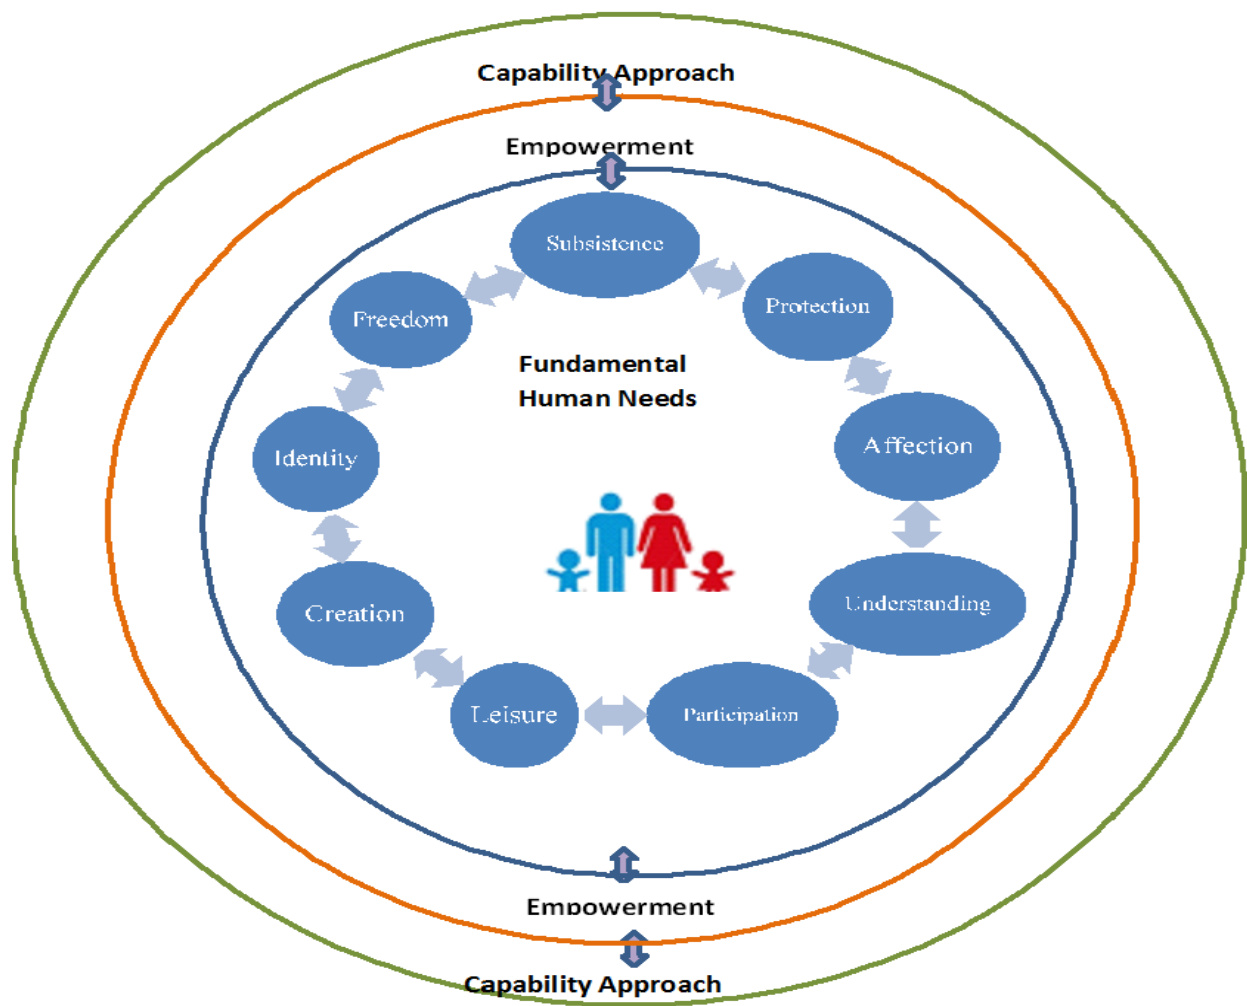 Capability Approach
Empowerment
Subsistence
Protection
Freedom
Fundamental
Human Needs
Affection
Identity
Understanding
Creation
Leisure
Participation
Empowerment
Capability Approach